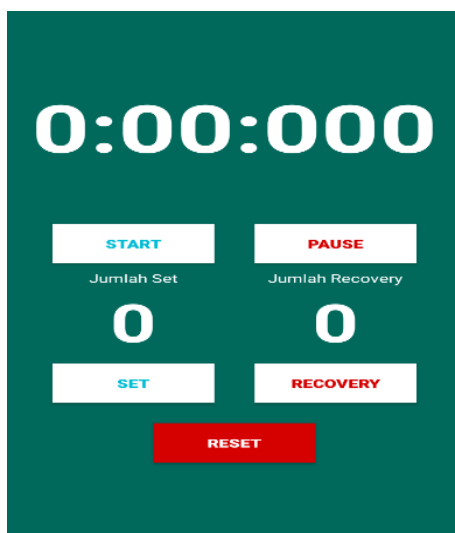 0:00:000
START PAUSE
Jumlah Set Jumlah Recovery
0 0
SET RECOVERY
RESET